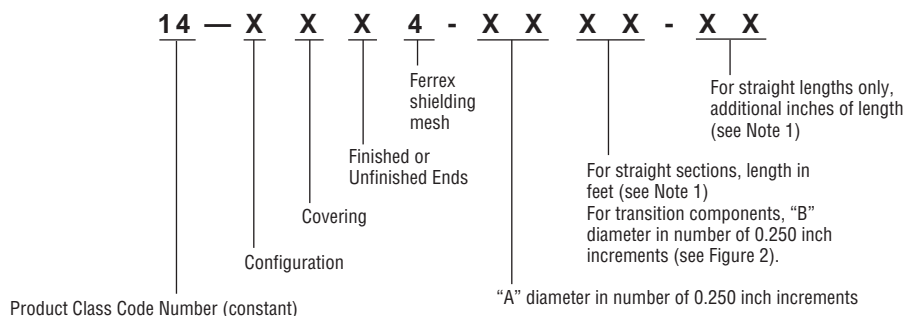 14 — X X X 4 - X X X X - X X
Ferrex
shielding
mesh
For straight lengths only,
additional inches of length
(see Note 1)
Finished or
Unfinished Ends
For straight sections, length in
feet (see Note 1)
For transition components, “B”
diameter in number of 0.250 inch
increments (see Figure 2).
Covering
Configuration
“A” diameter in number of 0.250 inch increments
Product Class Code Number (constant)